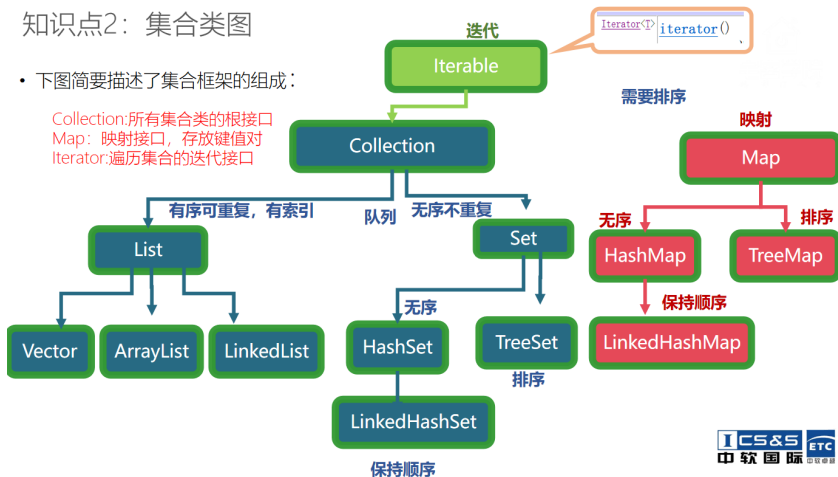 知识点2：集合类图
• 下图简要描述了集合框架的组成：
Collection:所有集合类的根接口
Map：映射接口，存放键值对
Iterator:遍历集合的迭代接口
迭代
Iterable
Iterator<T> iterator()
、
需要排序
Collection
映射
Map
有序可重复，有索引
队列
无序不重复
无序
排序
List
Set
HashMap
TreeMap
无序
保持顺序
Vector
ArrayList
LinkedList
HashSet
TreeSet
LinkedHashMap
排序
LinkedHashSet
保持顺序
ICS&S
中软国际
ETC
中软卓越